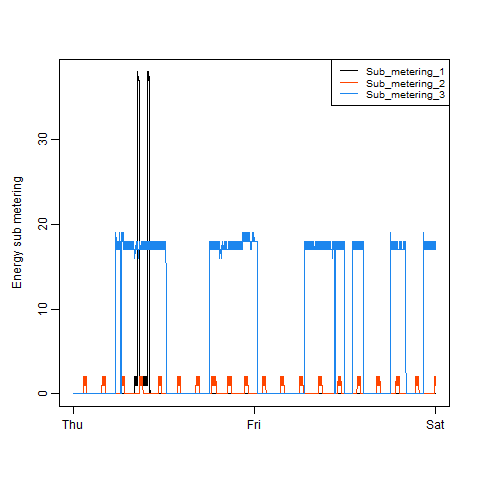 Sub_metering_1
Sub_metering_2
Sub_metering_3
Energy sub metering
30
20
10
0
Thu
Fri
Sat